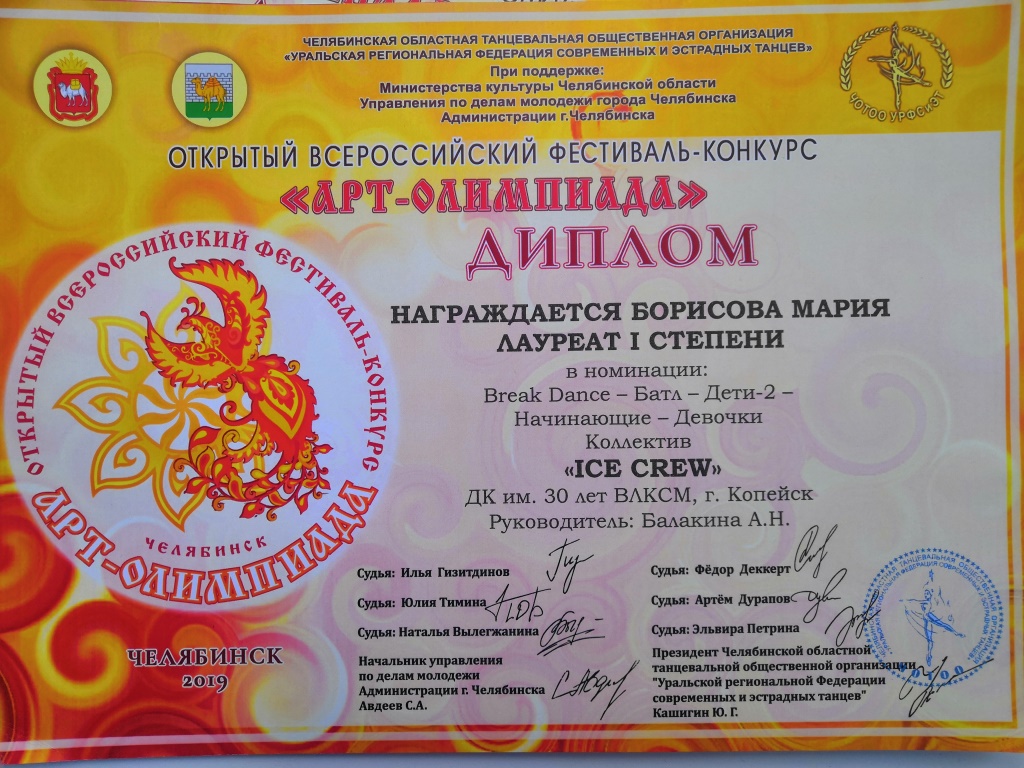 ЧЕЛЯБИНСКАЯ ОБЛАСТНАЯ ТАНЦЕВАЛЬНАЯ ОБЩЕСТВЕННАЯ ОРГАНИЗАЦИЯ
«УРАЛЬСКАЯ РЕГИОНАЛЬНАЯ ФЕДЕРАЦИЯ СОВРЕМЕННЫХ И ЭСТРАДНЫХ ТАНЦЕВ»
При поддержке:
Министерства культуры Челябинской области
Управления по делам молодежи города Челябинска
Администрации г.Челябинска
ЧОТОО УРФСКЭТ
ОТКРЫТЫЙ ВСЕРОССИЙСКИЙ ФЕСТИВАЛЬ-КОНКУРС
«АРТ-ОЛИМПИАДА»
ДИПЛОМ
ОТКРЫТЫЙ ВСЕРОССИЙСКИЙ ФЕСТИВАЛЬ-КОНКУРС
АРТ-ОЛИМПИАДА
ЧЕЛЯБИНСК
НАГРАЖДАЕТСЯ БОРИСОВА МАРИЯ
ЛАУРЕАТ I СТЕПЕНИ
в номинации:
Break Dance – Батл – Дети-2 –
Начинающие – Девочки
Коллектив
«ICE CREW»
ДК им. 30 лет ВЛКСМ, г. Копейск
Руководитель: Балакина А.Н.
Судья: Илья Гизитдинов
Судья: Юлия Тимина
Судья: Наталья Вылегжанина
Начальник управления
по делам молодежи
Администрации г. Челябинска
Авдеев С.А.
Судья: Фёдор Деккерт
Судья: Артём Дурапов
Судья: Эльвира Петрина
Президент Челябинской областной
танцевальной общественной организации
"Уральской региональной Федерации
современных и эстрадных танцев"
Кашигин Ю. Г.
ЧЕЛЯБИНСК
2019